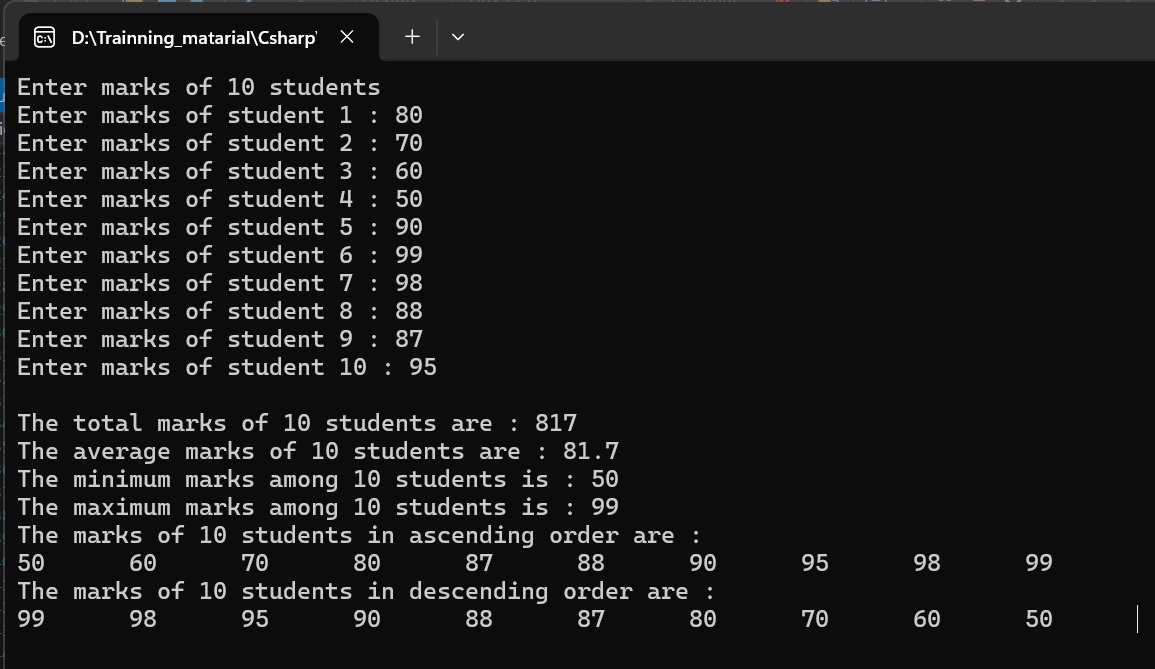 D:\Trainning_matarial\Csharp\
Enter marks of 10 students
Enter marks of student 1 : 80
Enter marks of student 2 : 70
Enter marks of student 3 : 60
Enter marks of student 4 : 50
Enter marks of student 5 : 90
Enter marks of student 6 : 99
Enter marks of student 7 : 98
Enter marks of student 8 : 88
Enter marks of student 9 : 87
Enter marks of student 10 : 95
The total marks of 10 students are : 817
The average marks of 10 students are : 81.7
The minimum marks among 10 students is : 50
The maximum marks among 10 students is : 99
The marks of 10 students in ascending order are :
50 60 70 80 87 88 90 95 98 99
The marks of 10 students in descending order are :
99 98 95 90 88 87 80 70 60 50